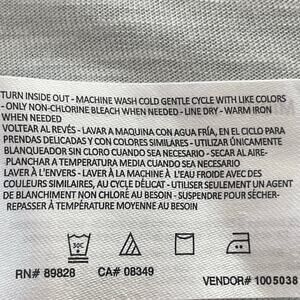 TURN INSIDE OUT - MACHINE WASH COLD GENTLE CYCLE WITH LIKE COLORS
- ONLY NON-CHLORINE BLEACH WHEN NEEDED - LINE DRY - WARM IRON
WHEN NEEDED
VOLTEAR AL REVÉS - LAVAR A MAQUINA CON AGUA FRÍA, EN EL CICLO PARA
PRENDAS DELICADAS Y CON COLORES SIMILARES - UTILIZAR ÚNICAMENTE
BLANQUEADOR SIN CLORO CUANDO SEA NECESARIO - SECAR AL AIRE-
PLANCHAR A TEMPERATURA MEDIA CUANDO SEA NECESARIO
LAVER À L'ENVERS - LAVER À LA MACHINE À L'EAU FROIDE AVEC DES
COULEURS SIMILAIRES, AU CYCLE DÉLICAT - UTILISER SEULEMENT UN AGENT
DE BLANCHIMENT NON CHLORÉ AU BESOIN - SUSPENDRE POUR SÉCHER-
REPASSER À TEMPÉRATURE MOYENNE AU BESOIN
30C
RN# 89828 CA# 08349 VENDOR# 1005038